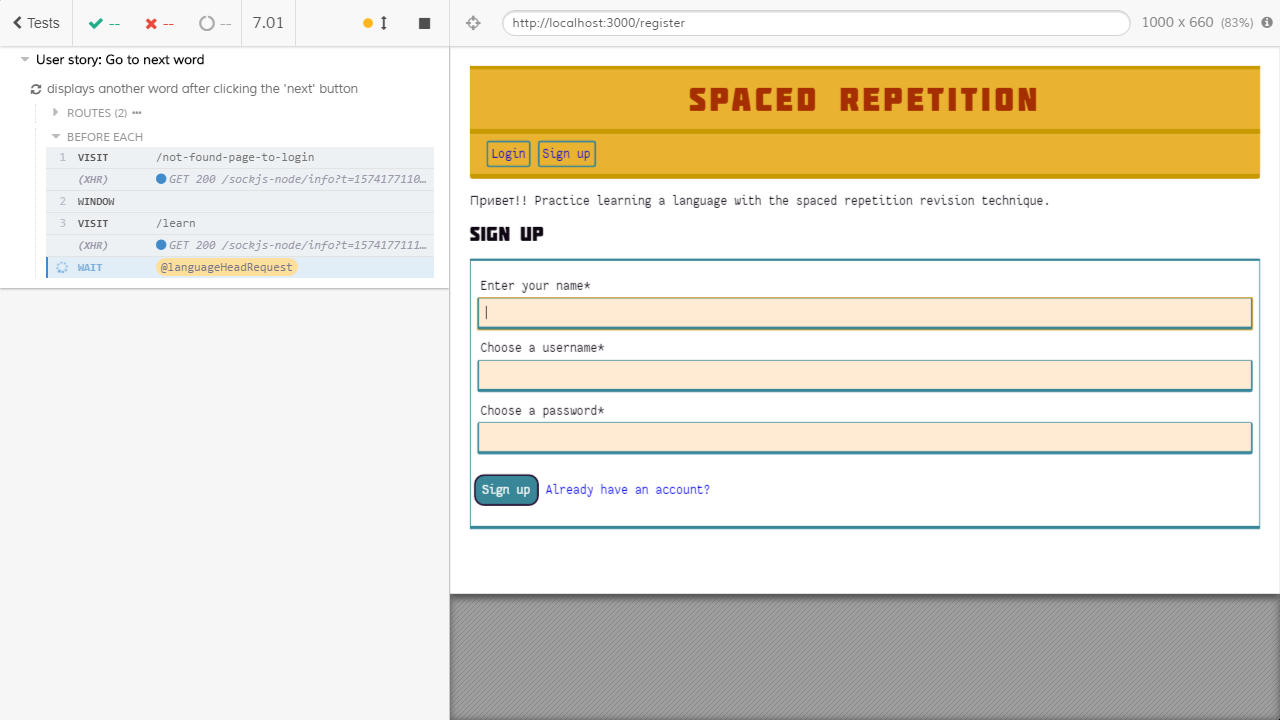 Tests
--
--
--
7.01
http://localhost:3000/register
1000 x 660 (83%)
User story: Go to next word
displays another word after clicking the 'next' button
ROUTES (2)
BEFORE EACH
1 VISIT /not-found-page-to-login
(XHR) GET 200 /sockjs-node/info?t=1574177110…
2 WINDOW
3 VISIT /learn
(XHR) GET 200 /sockjs-node/info?t=1574177111…
WAIT @languageHeadRequest
SPACED REPETITION
Login Sign up
Привет!! Practice learning a language with the spaced repetition revision technique.
SIGN UP
Enter your name*
Choose a username*
Choose a password*
Sign up Already have an account?